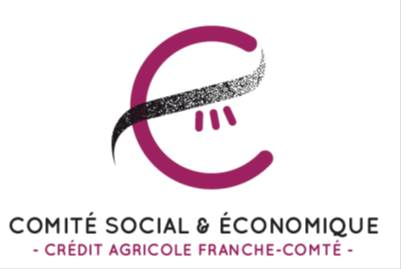 COMITÉ SOCIAL & ÉCONOMIQUE
- CRÉDIT AGRICOLE FRANCHE-COMTÉ -